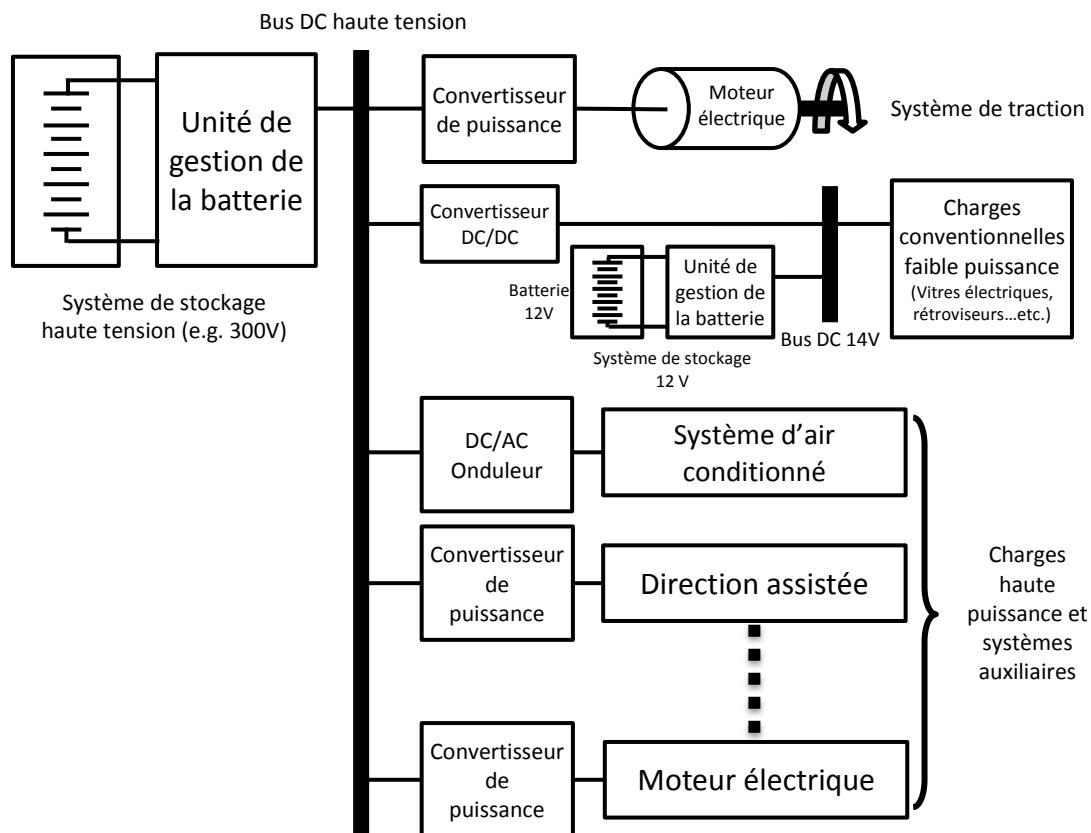 Bus DC haute tension
Unité de
gestion de
la batterie
Système de stockage
haute tension (e.g. 300V)
Convertisseur
de puissance
Moteur
électrique
Système de traction
Convertisseur
DC/DC
Batterie
12V
Unité de
gestion de
la batterie
Système de stockage
12 V
Bus DC 14V
Charges
conventionnelles
faible puissance
(Vitres électriques,
rétroviseurs…etc.)
DC/AC
Onduleur
Système d’air
conditionné
Convertisseur
de
puissance
Direction assistée
Convertisseur
de
puissance
Moteur électrique
Charges
haute
puissance et
systèmes
auxiliaires